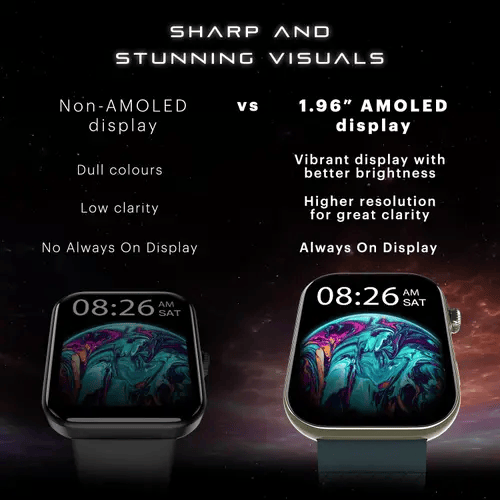 SHARP AND
STUNNING VISUALS
Non-AMOLED
display
vs
1.96” AMOLED
display
Dull colours
Vibrant display with
better brightness
Low clarity
Higher resolution
for great clarity
No Always On Display
Always On Display
08:26 AM
SAT
08:26 AM
SAT